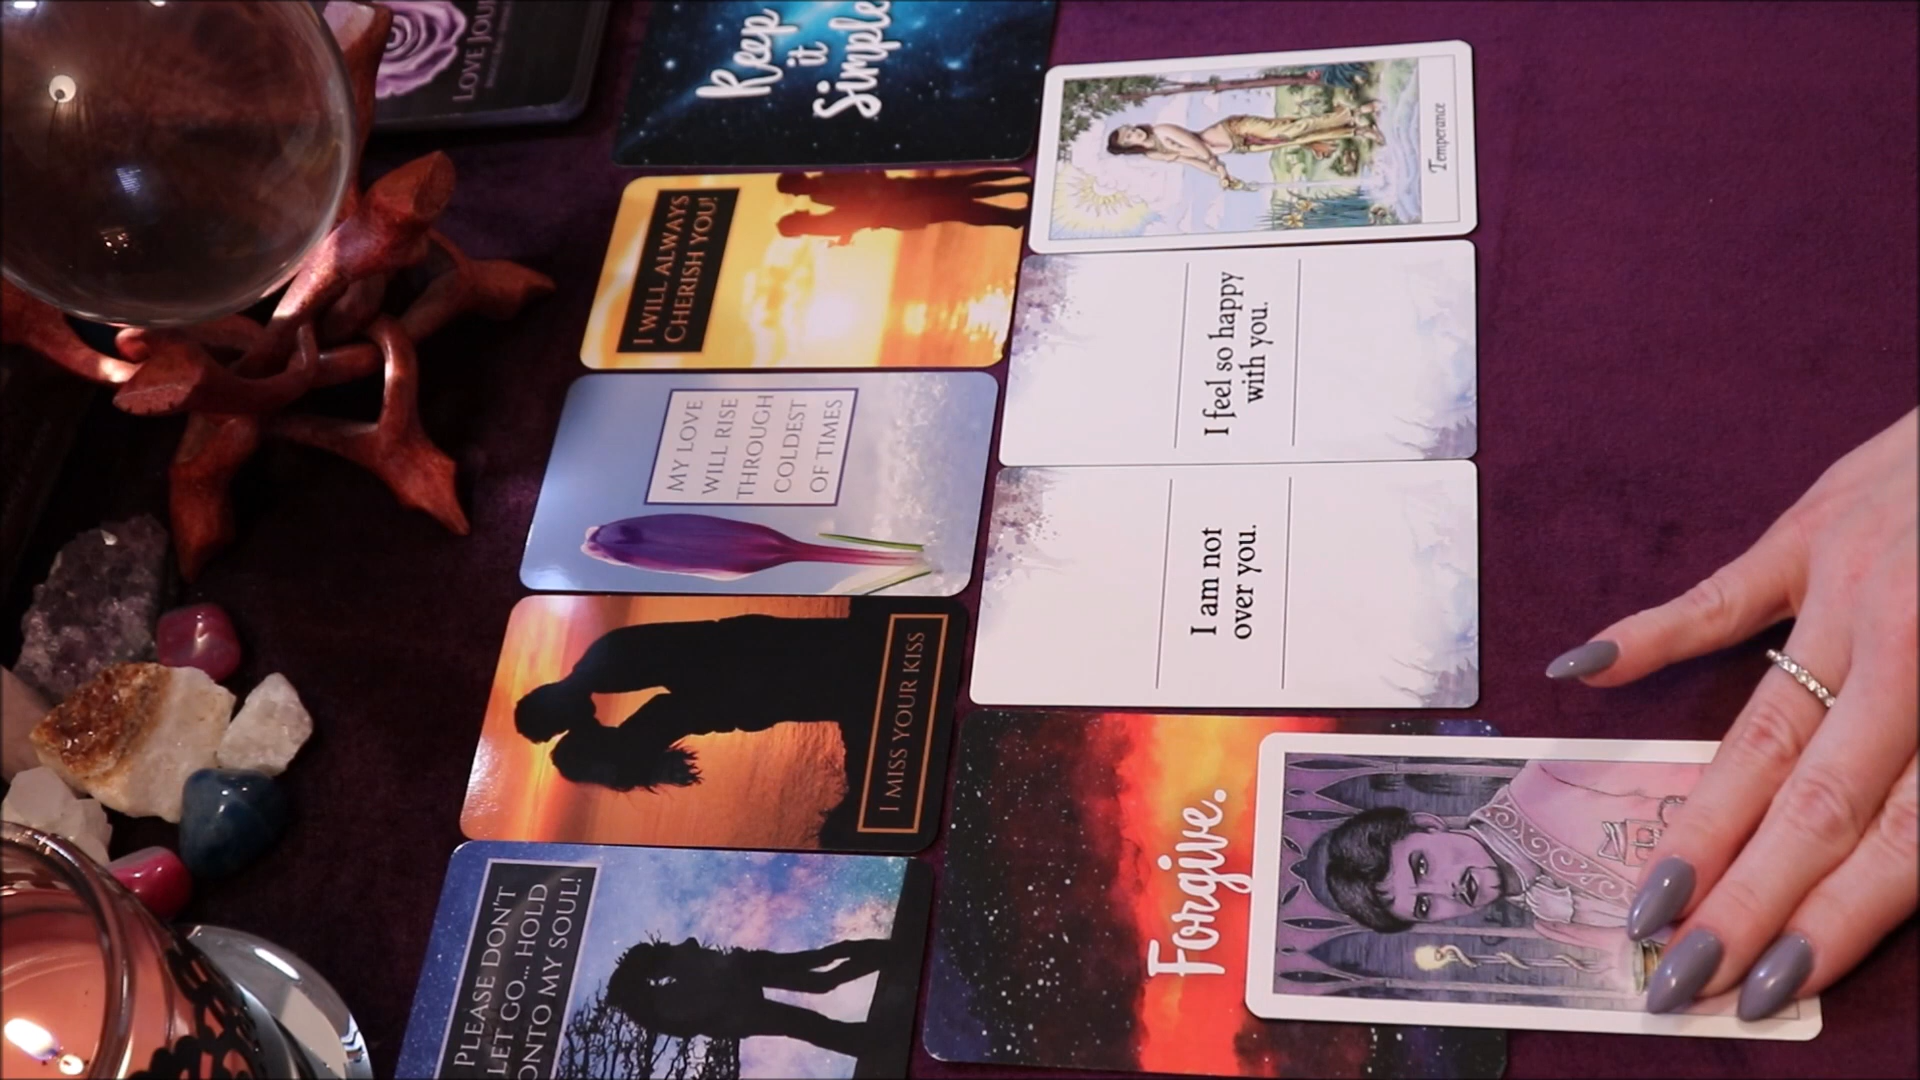 LOVE JOU
Keep
it
Simple
I WILL ALWAYS
CHERISH YOU!
MY LOVE
WILL RISE
THROUGH
COLDEST
OF TIMES
I MISS YOUR KISS
PLEASE DON'T
LET GO... HOLD
ONTO MY SOUL!
Temperance
I feel so happy
with you.
I am not
over you.
Forgive.